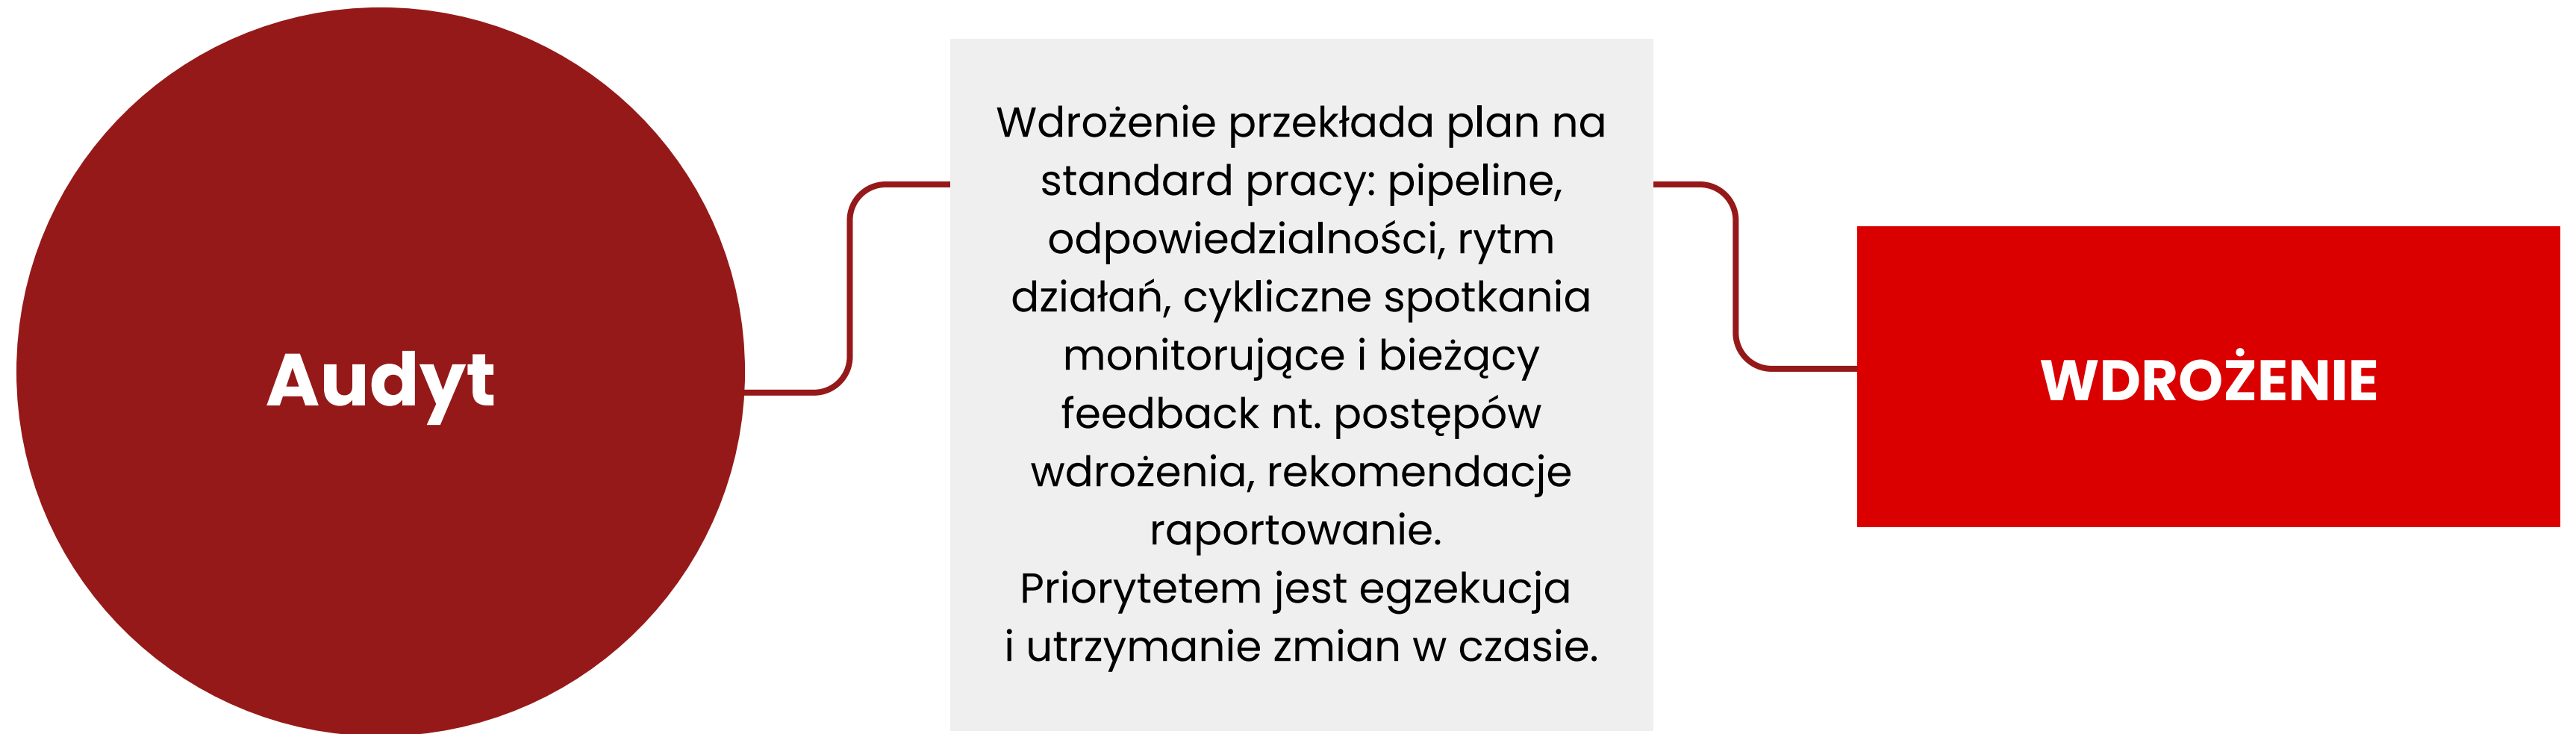 Audyt
Wdrożenie przekłada plan na
standard pracy: pipeline,
odpowiedzialności, rytm
działań, cykliczne spotkania
monitorujące i bieżący
feedback nt. postępów
wdrożenia, rekomendacje
raportowanie.
Priorytetem jest egzekucja
i utrzymanie zmian w czasie.
WDROŻENIE